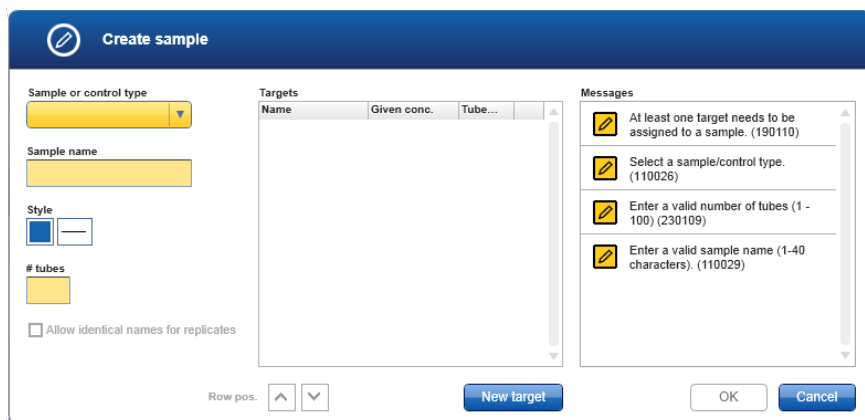 Create sample
Sample or control type
Sample name
Style
# tubes
Allow identical names for replicates
Targets
Name Given conc. Tube...
Row pos.
New target
Messages
At least one target needs to be
assigned to a sample. (190110)
Select a sample/control type.
(110026)
Enter a valid number of tubes (1 -
100) (230109)
Enter a valid sample name (1-40
characters). (110029)
OK Cancel